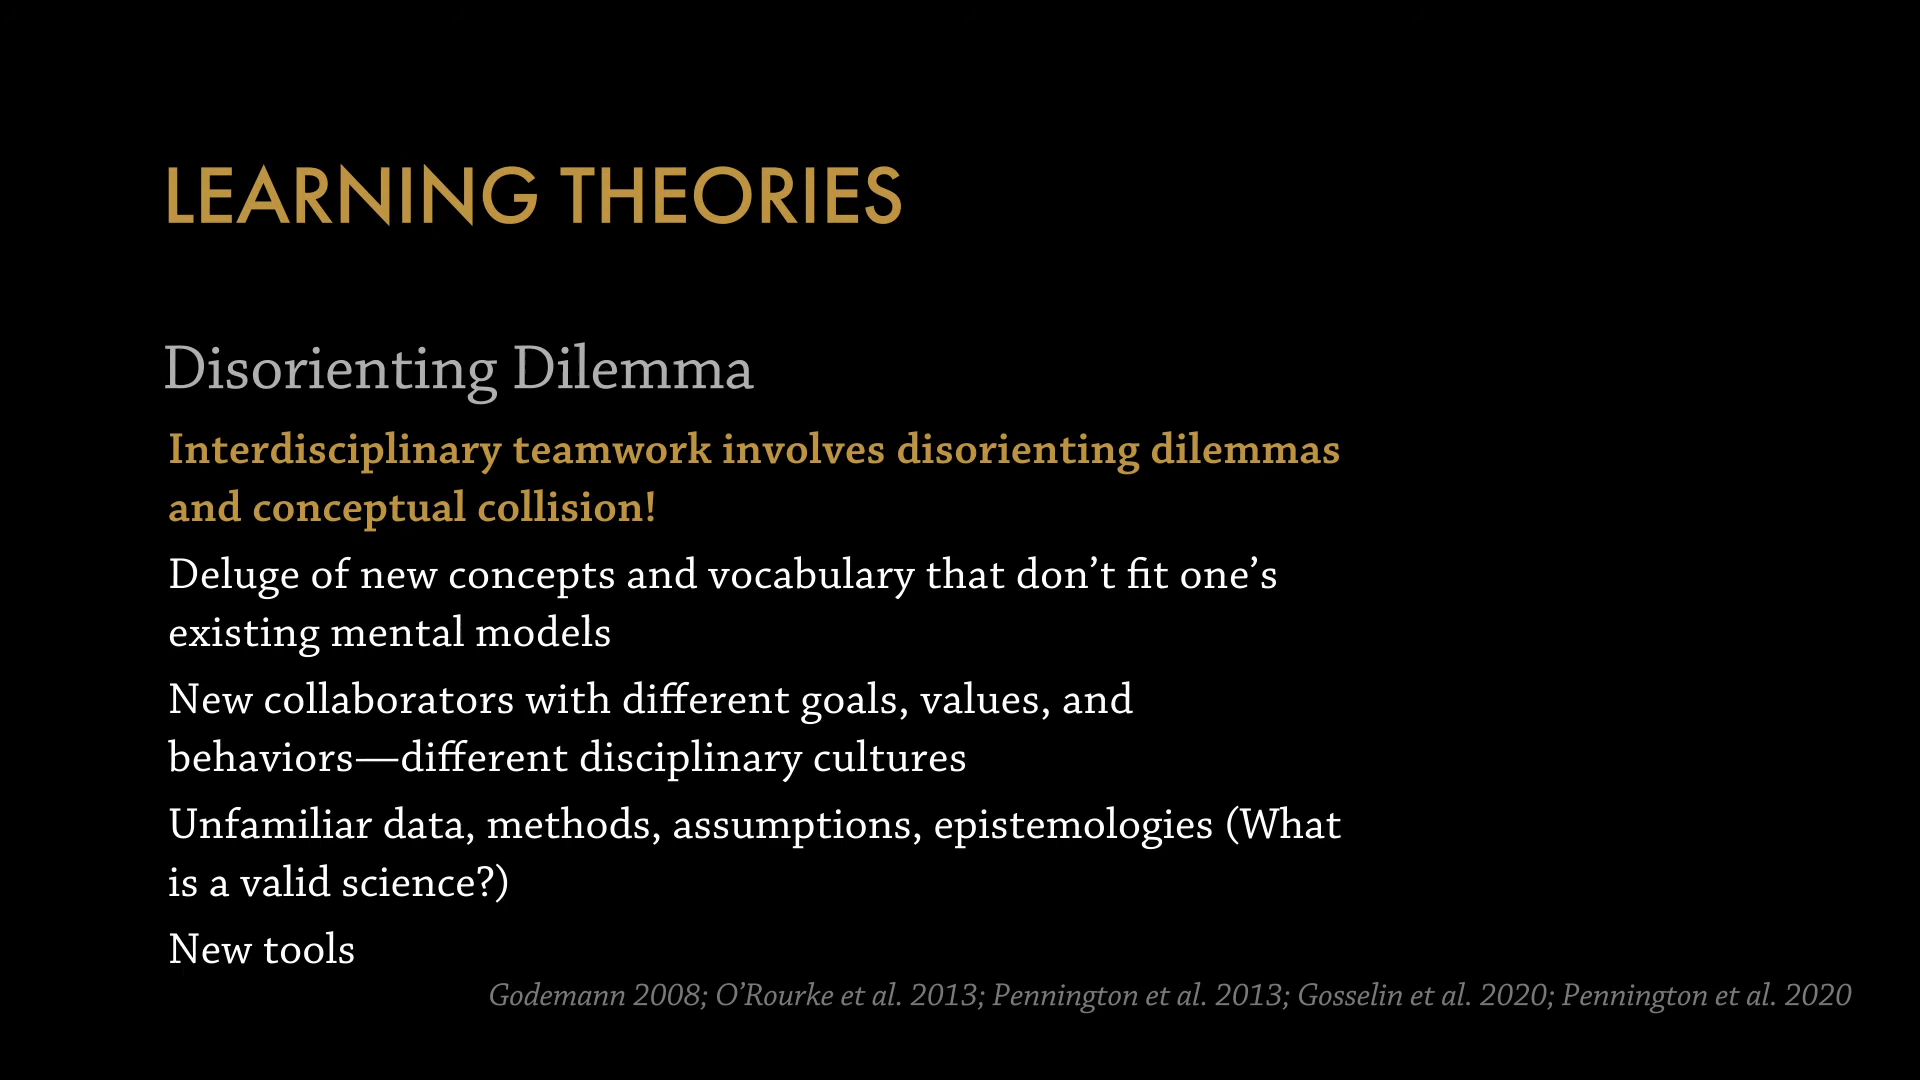 LEARNING THEORIES
Disorienting Dilemma
Interdisciplinary teamwork involves disorienting dilemmas
and conceptual collision!
Deluge of new concepts and vocabulary that don’t fit one’s
existing mental models
New collaborators with different goals, values, and
behaviors—different disciplinary cultures
Unfamiliar data, methods, assumptions, epistemologies (What
is a valid science?)
New tools
Godemann 2008; O’Rourke et al. 2013; Pennington et al. 2013; Gosselin et al. 2020; Pennington et al. 2020